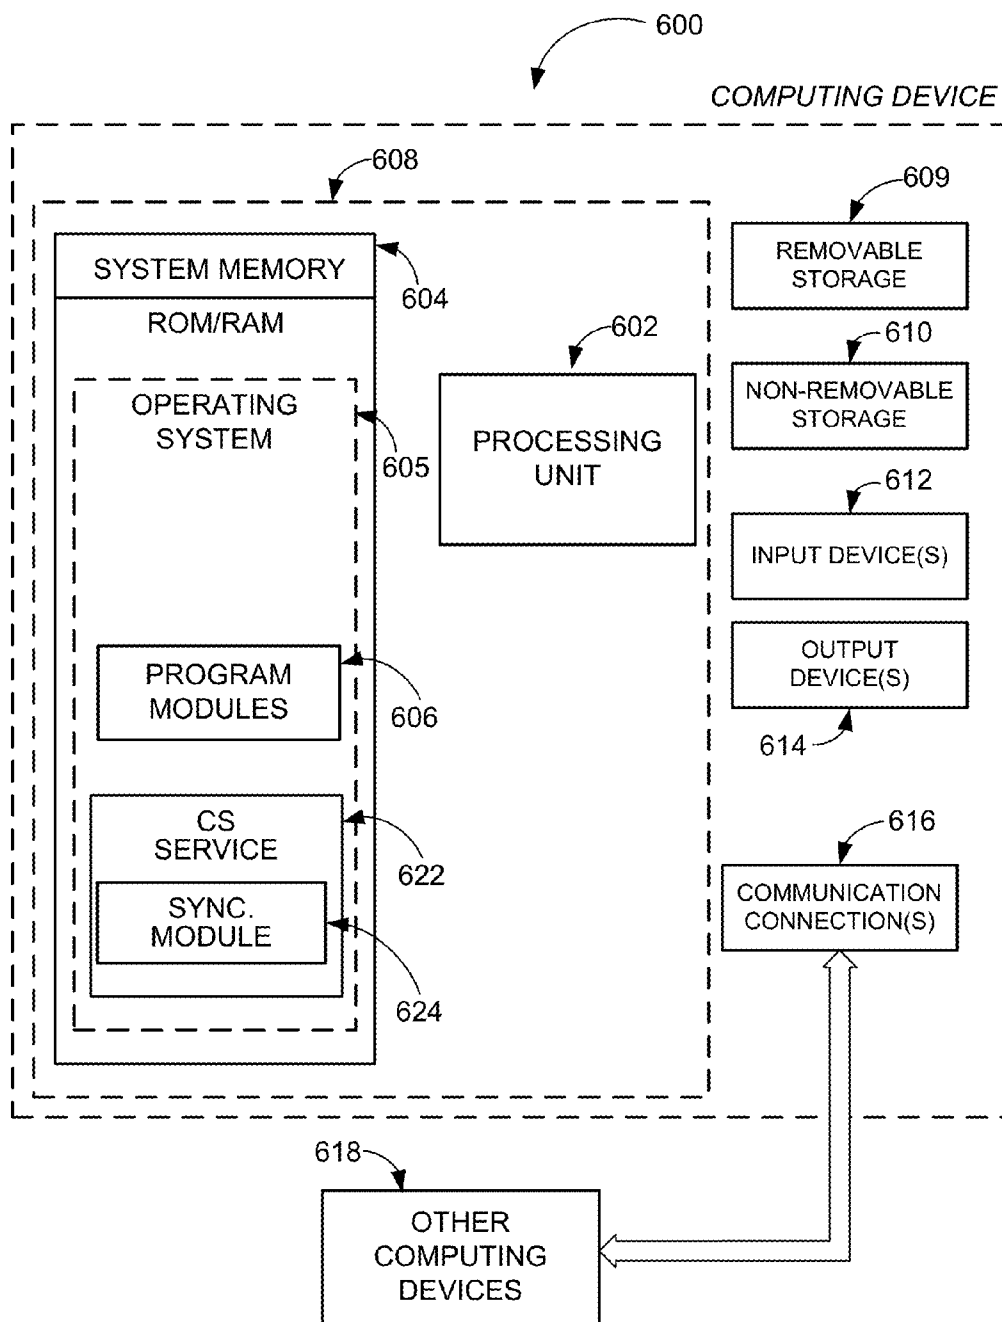 600
COMPUTING DEVICE
608
609
SYSTEM MEMORY
604
ROM/RAM
REMOVABLE
STORAGE
602
610
OPERATING
SYSTEM
605
PROCESSING
UNIT
NON-REMOVABLE
STORAGE
612
INPUT DEVICE(S)
PROGRAM
MODULES
606
OUTPUT
DEVICE(S)
614
CS
SERVICE
622
SYNC.
MODULE
624
616
COMMUNICATION
CONNECTION(S)
618
OTHER
COMPUTING
DEVICES